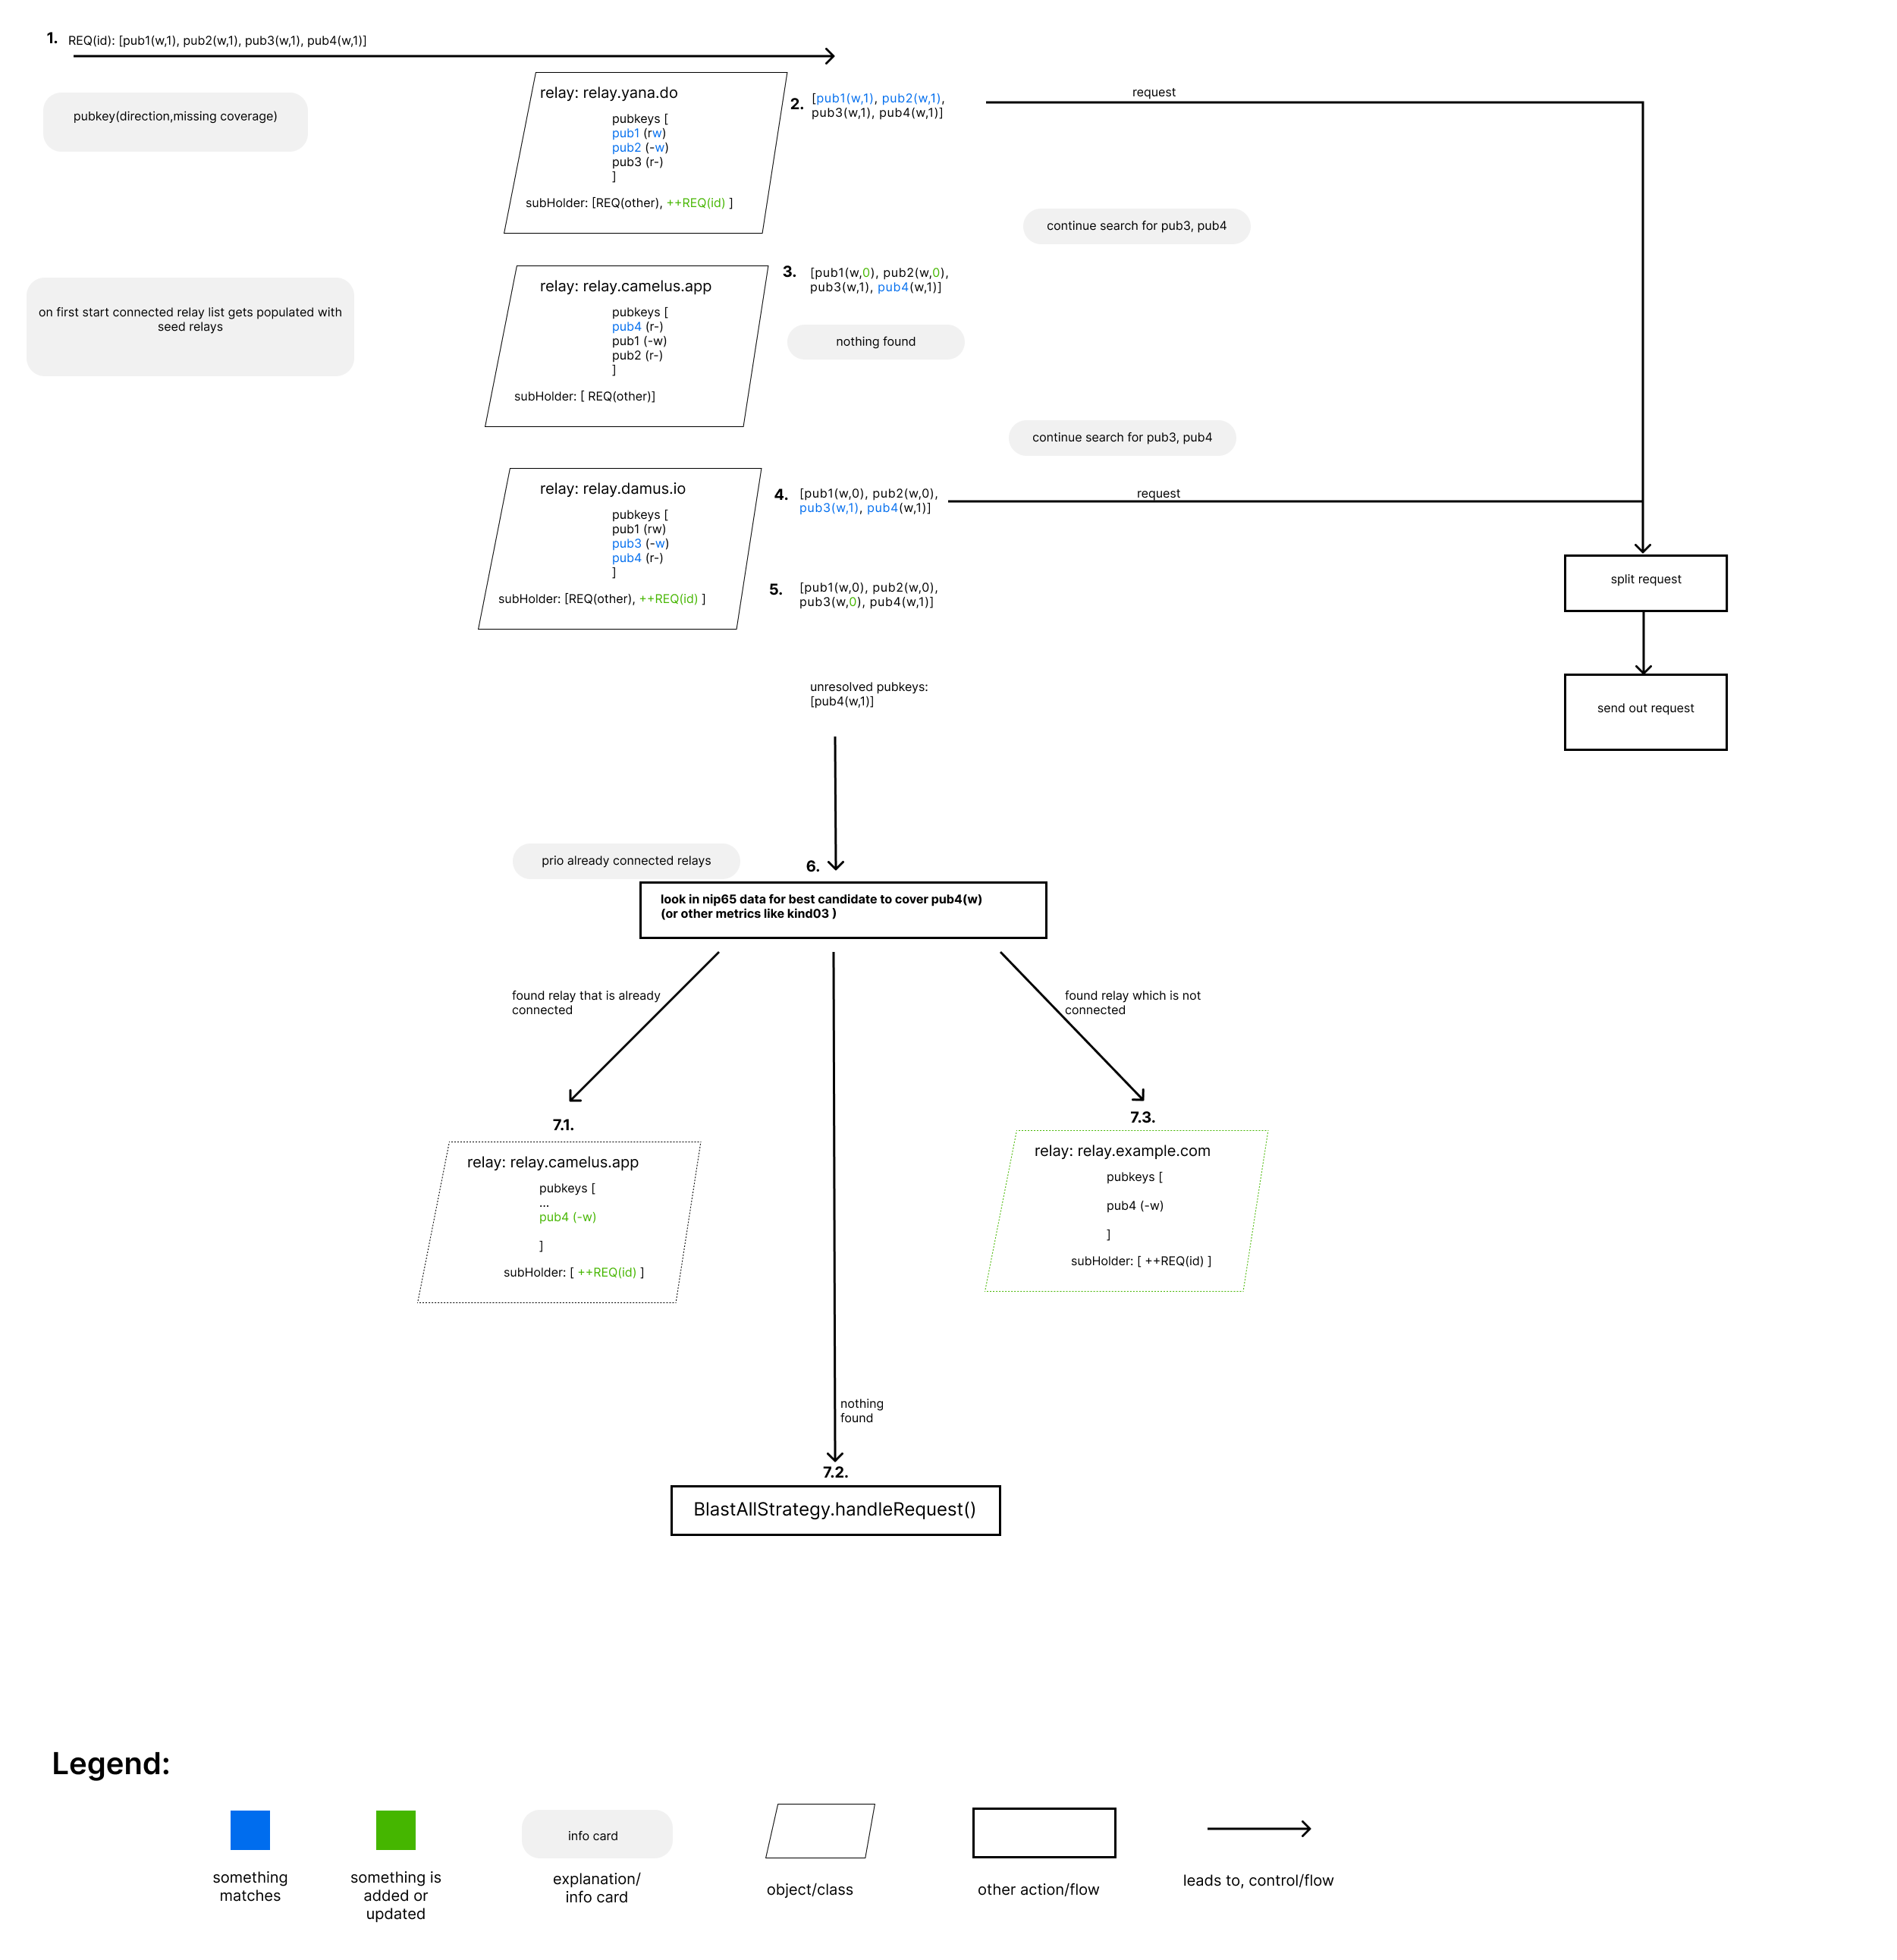 1.
REQ(id): [pub1(w,1), pub2(w,1), pub3(w,1), pub4(w,1)]
pubkey(direction,missing coverage)
relay: relay.yana.do
pubkeys [
pub1 (rw)
pub2 (-w)
pub3 (r-)
]
subHolder: [REQ(other), ++REQ(id) ]
2.
[pub1(w,1), pub2(w,1),
pub3(w,1), pub4(w,1)]
request
continue search for pub3, pub4
on first start connected relay list gets populated with
seed relays
relay: relay.camelus.app
pubkeys [
pub4 (r-)
pub1 (-w)
pub2 (r-)
]
subHolder: [ REQ(other)]
3.
[pub1(w,0), pub2(w,0),
pub3(w,1), pub4(w,1)]
nothing found
continue search for pub3, pub4
relay: relay.damus.io
pubkeys [
pub1 (rw)
pub3 (-w)
pub4 (r-)
]
subHolder: [REQ(other), ++REQ(id) ]
4.
[pub1(w,0), pub2(w,0),
pub3(w,1), pub4(w,1)]
request
5.
[pub1(w,0), pub2(w,0),
pub3(w,0), pub4(w,1)]
split request
send out request
unresolved pubkeys:
[pub4(w,1)]
prio already connected relays
6.
look in nip65 data for best candidate to cover pub4(w)
(or other metrics like kind03 )
found relay that is already
connected
found relay which is not
connected
7.1.
relay: relay.camelus.app
pubkeys [
...
pub4 (-w)
]
subHolder: [ ++REQ(id) ]
7.3.
relay: relay.example.com
pubkeys [
pub4 (-w)
]
subHolder: [ ++REQ(id) ]
nothing
found
7.2.
BlastAllStrategy.handleRequest()
Legend:
something
matches
something is
added or
updated
info card
explanation/
info card
object/class
other action/flow
leads to, control/flow